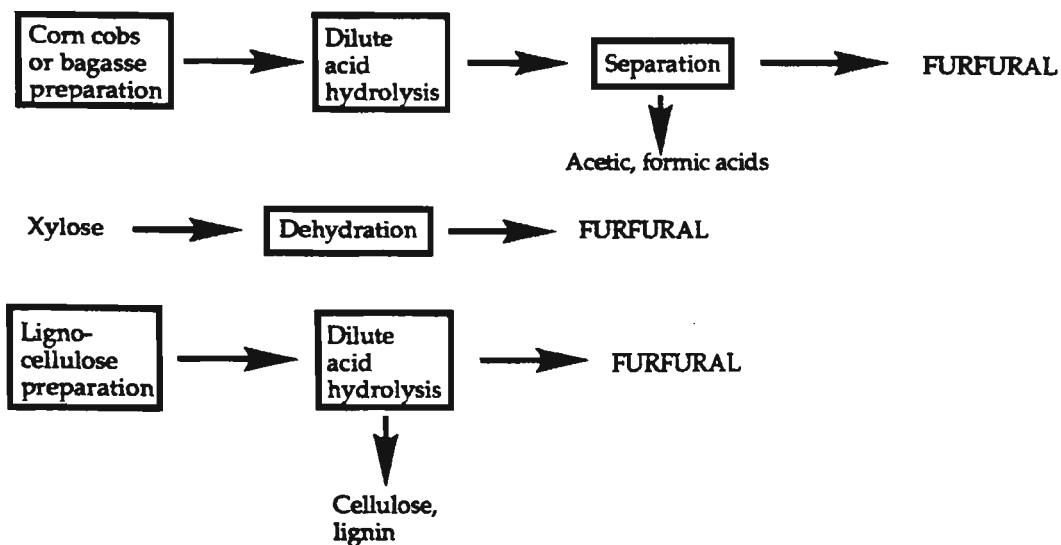 Corn cobs
or bagasse
preparation
Dilute
acid
hydrolysis
Separation
FURFURAL
Acetic, formic acids
Xylose
Dehydration
FURFURAL
Ligno-
cellulose
preparation
Dilute
acid
hydrolysis
FURFURAL
Cellulose,
lignin